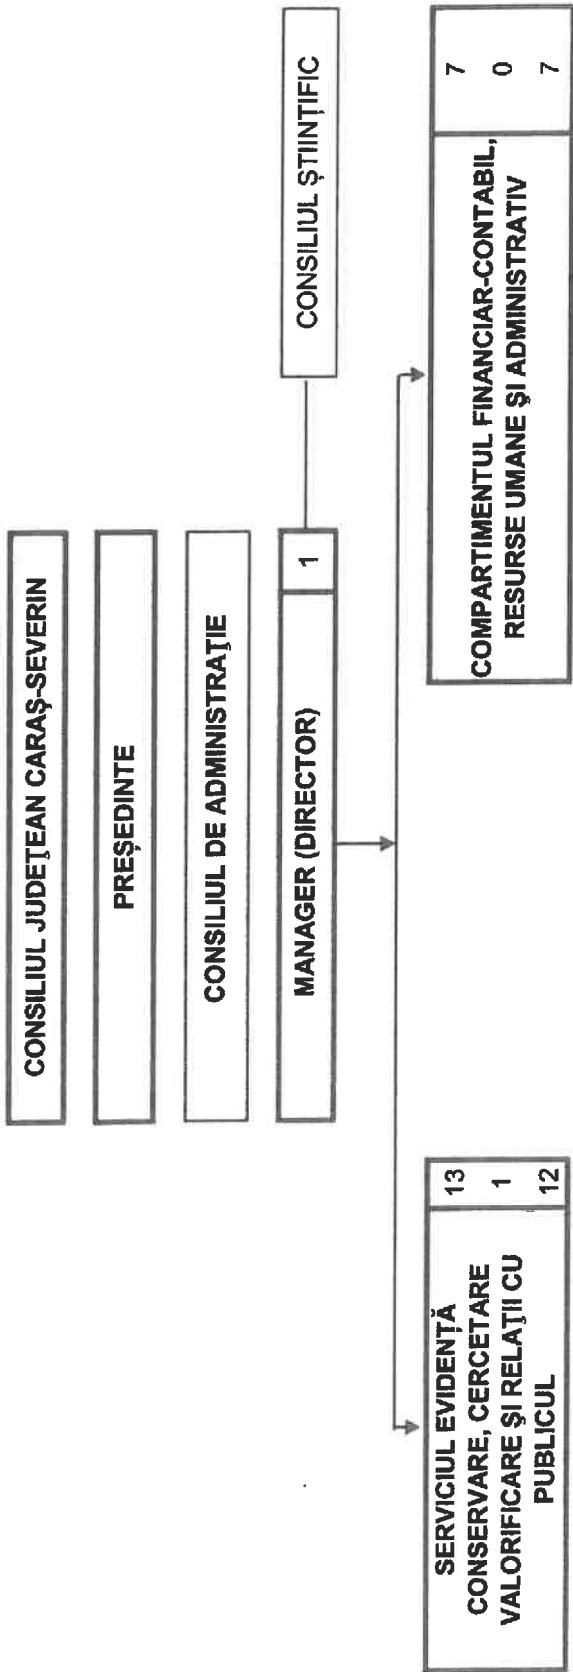 CONSILIUL JUDEȚEAN CARAȘ-SEVERIN
PREȘEDINTE
CONSILIUL DE ADMINISTRAȚIE
MANAGER (DIRECTOR)
1
CONSILIUL ȘTIINȚIFIC
SERVICIUL EVIDENȚĂ
CONSERVARE, CERCETARE
VALORIFICARE ȘI RELAȚII CU
PUBLICUL
13
1
12
COMPARTIMENTUL FINANCIAR-CONTABIL,
RESURSE UMANE ȘI ADMINISTRATIV
7
0
7